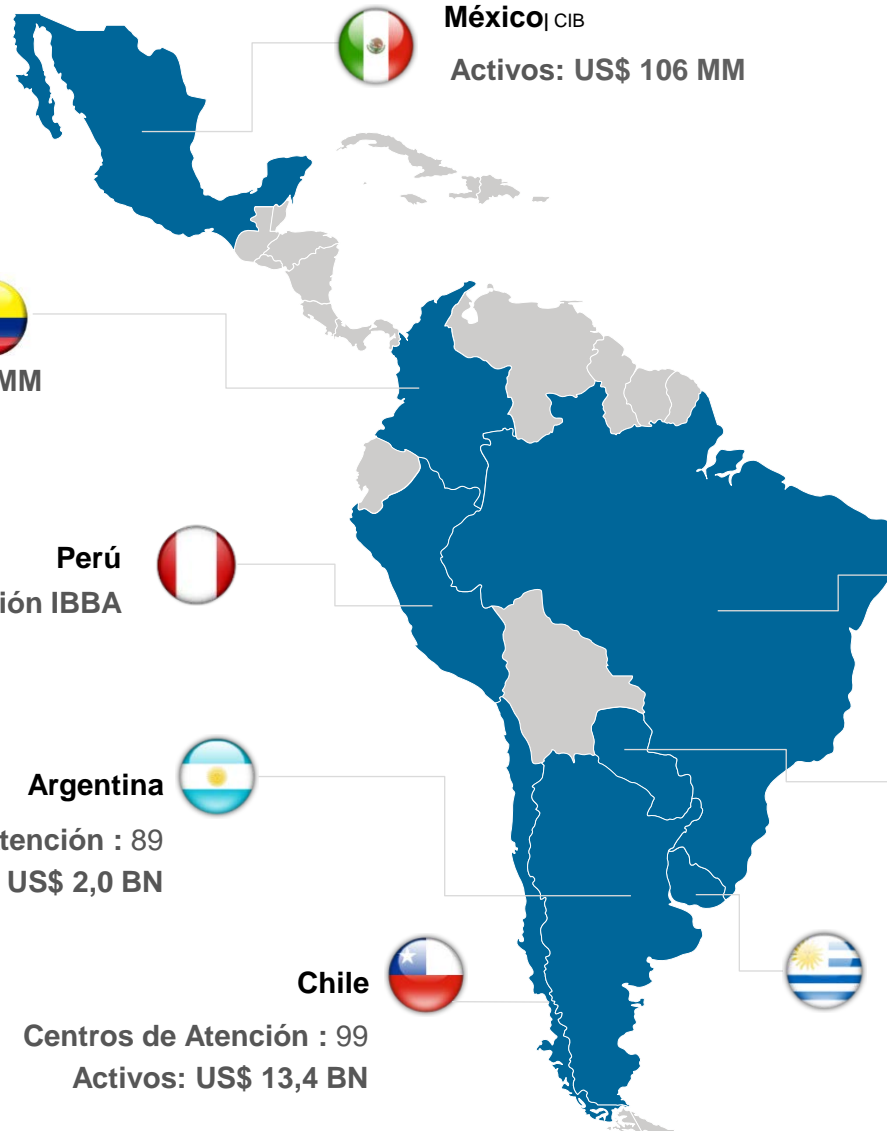 México| CIB
Activos: US$ 106 MM
MM
Perú
ión IBBA
Argentina
tención : 89
US$ 2,0 BN
Chile
Centros de Atención : 99
Activos: US$ 13,4 BN